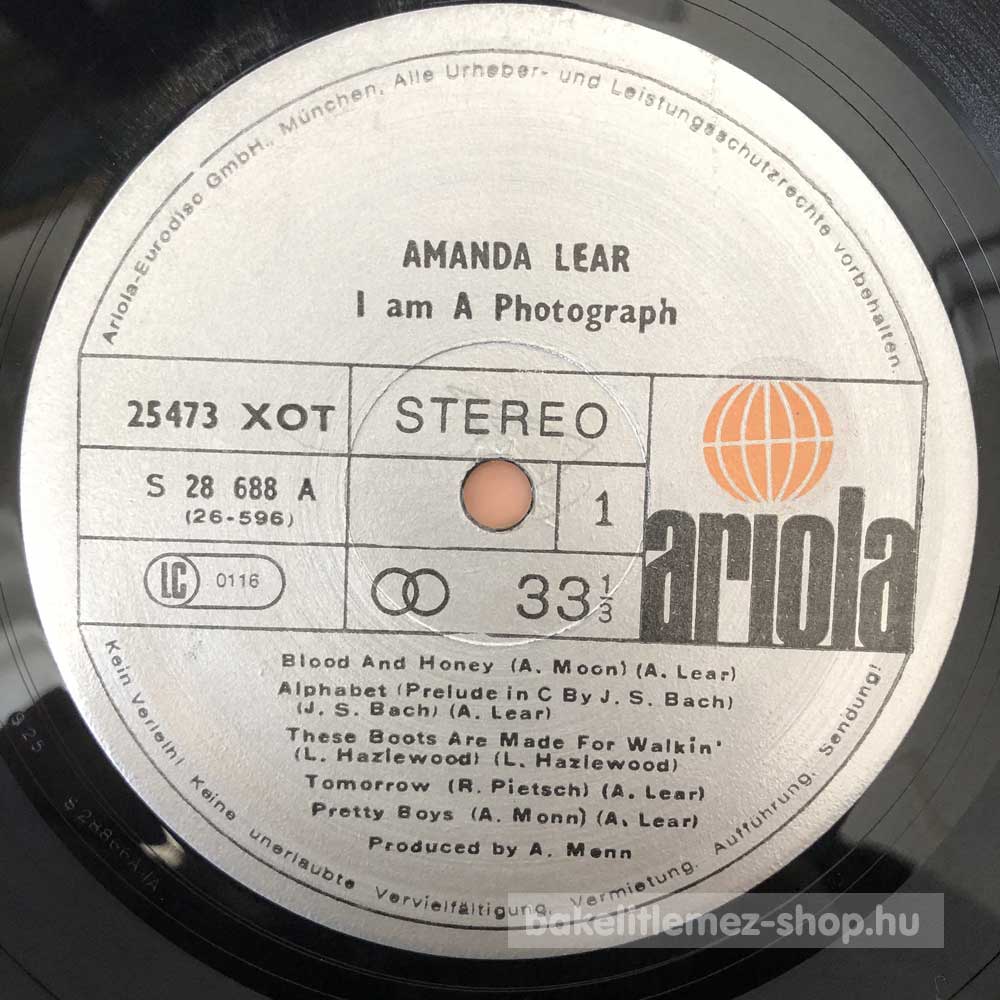 Ariola-Eurodisc GmbH., München, Alle Urheber- und Leistungsschutzrechte vorbehalten.
AMANDA LEAR
I am A Photograph
25473 XOT
STEREO
S 28 688 A
(26-596)
1
LC 0116
33 1/3
ariola
Blood And Honey (A. Moon) (A. Lear)
Alphabet (Prelude in C By J. S. Bach)
(J. S. Bach) (A. Lear)
These Boots Are Made For Walkin'
(L. Hazlewood) (L. Hazlewood)
Tomorrow (R. Pietsch) (A. Lear)
Pretty Boys (A. Monn) (A. Lear)
Produced by A. Menn
Kein Verleih! Keine unerlaubte Vervielfältigung, Vermietung, Aufführung, Sendung!
bakelitlemez-shop.hu